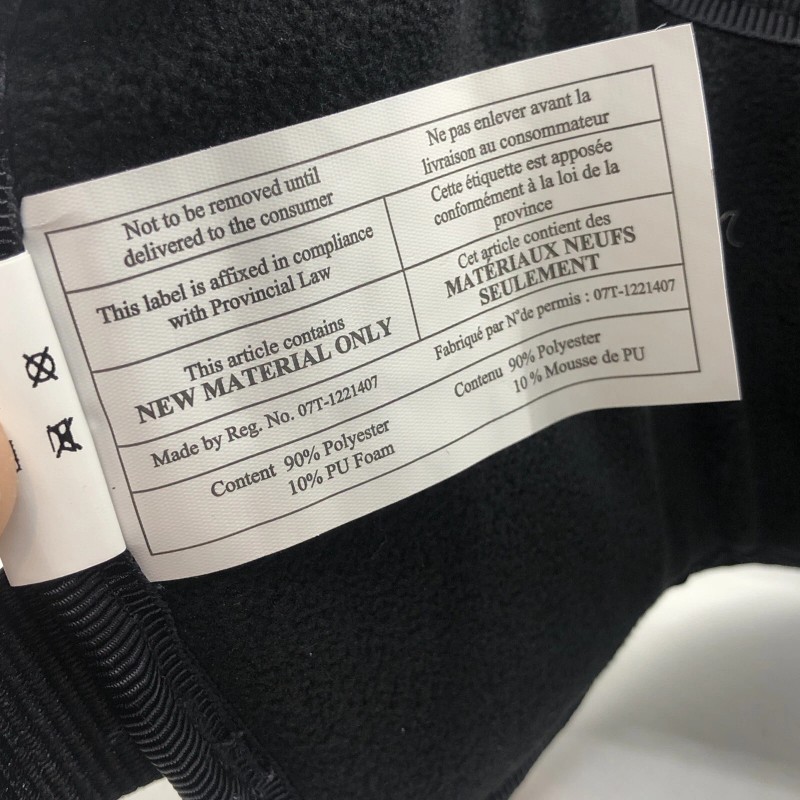 Not to be removed until
delivered to the consumer
Ne pas enlever avant la
livraison au consommateur
This label is affixed in compliance
with Provincial Law
Cette étiquette est apposée
conformément à la loi de la
province
This article contains
NEW MATERIAL ONLY
Cet article contient des
MATÉRIAUX NEUFS
SEULEMENT
Made by Reg. No. 07T-1221407
Fabriqué par N°de permis : 07T-1221407
Content 90% Polyester
10% PU Foam
Contenu 90% Polyester
10 % Mousse de PU